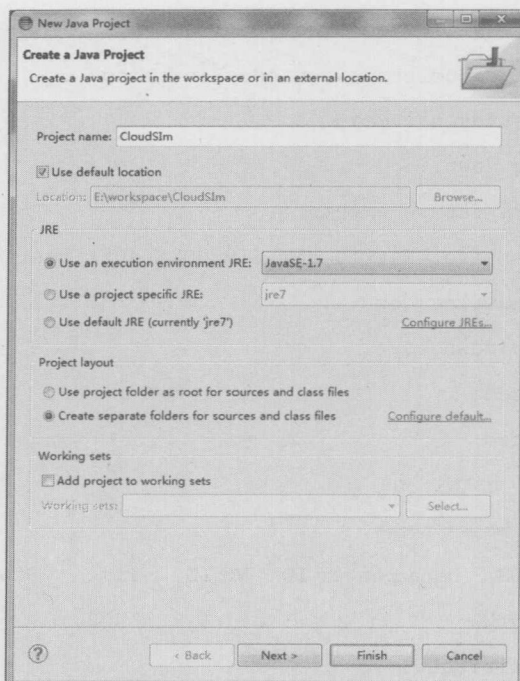 New Java Project
Create a Java Project
Create a Java project in the workspace or in an external location.
Project name: CloudSIm
Use default location
Location: E:\workspace\CloudSIm Browse...
JRE
Use an execution environment JRE: JavaSE-1.7
Use a project specific JRE: jre7
Use default JRE (currently 'jre7') Configure JREs...
Project layout
Use project folder as root for sources and class files
Create separate folders for sources and class files Configure default...
Working sets
Add project to working sets
Working sets: Select...
? < Back Next > Finish Cancel